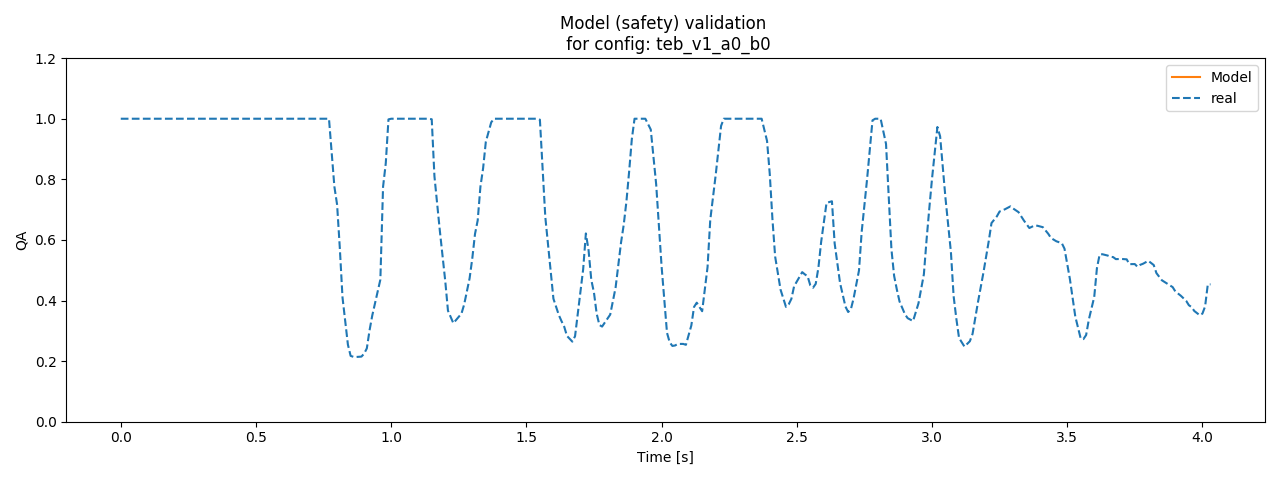 Model (safety) validation
for config: teb_v1_a0_b0
Model
real
QA
1.2
1.0
0.8
0.6
0.4
0.2
0.0
0.0 0.5 1.0 1.5 2.0 2.5 3.0 3.5 4.0
Time [s]